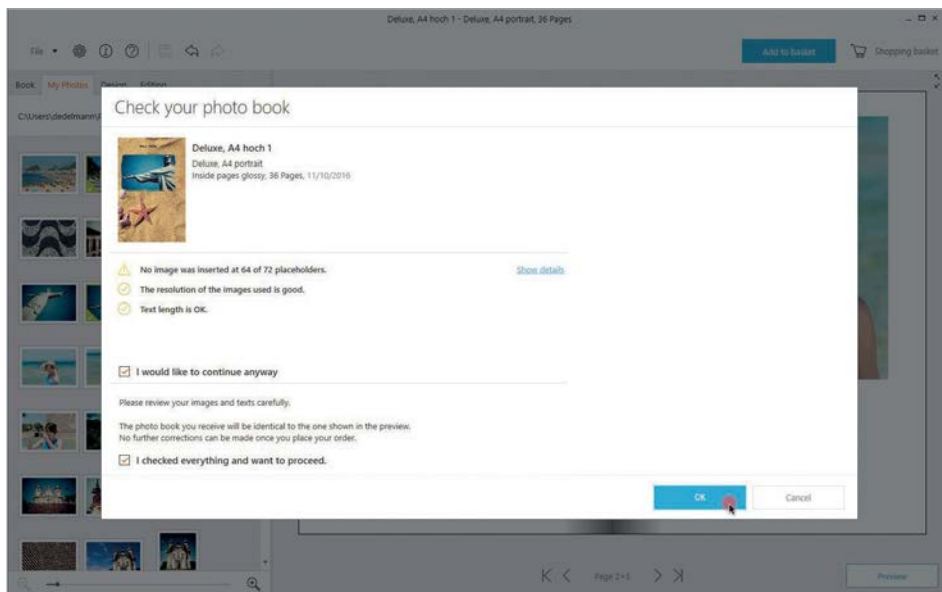 Deluxe, A4 hoch 1 - Deluxe, A4 portrait, 36 Pages
File
Add to basket
Shopping basket
Book My Photos Design Editing
C:\Users\dedelmann\
Check your photo book
Deluxe, A4 hoch 1
Deluxe, A4 portrait
Inside pages glossy, 36 Pages, 11/10/2016
No image was inserted at 64 of 72 placeholders.
Show details
The resolution of the images used is good.
Text length is OK.
I would like to continue anyway
Please review your images and texts carefully.
The photo book you receive will be identical to the one shown in the preview.
No further corrections can be made once you place your order.
I checked everything and want to proceed.
OK
Cancel
Preview